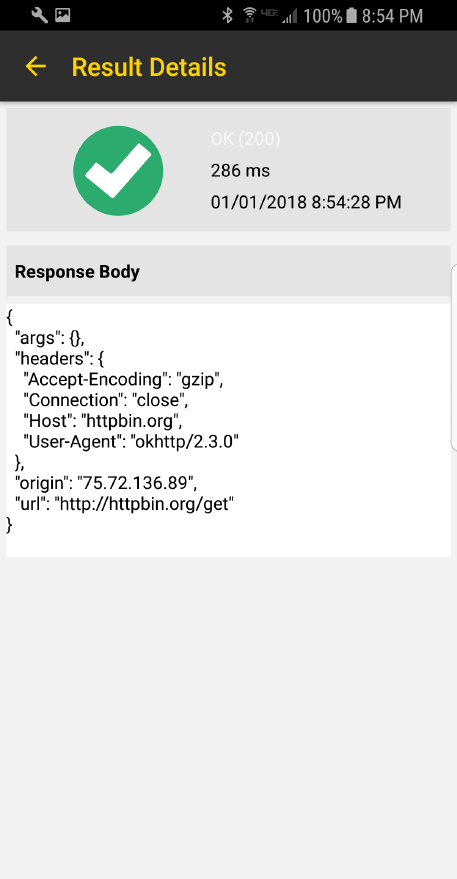 4G LTE 100% 8:54 PM
Result Details
OK (200)
286 ms
01/01/2018 8:54:28 PM
Response Body
{
"args": {},
"headers": {
"Accept-Encoding": "gzip",
"Connection": "close",
"Host": "httpbin.org",
"User-Agent": "okhttp/2.3.0"
},
"origin": "75.72.136.89",
"url": "http://httpbin.org/get"
}